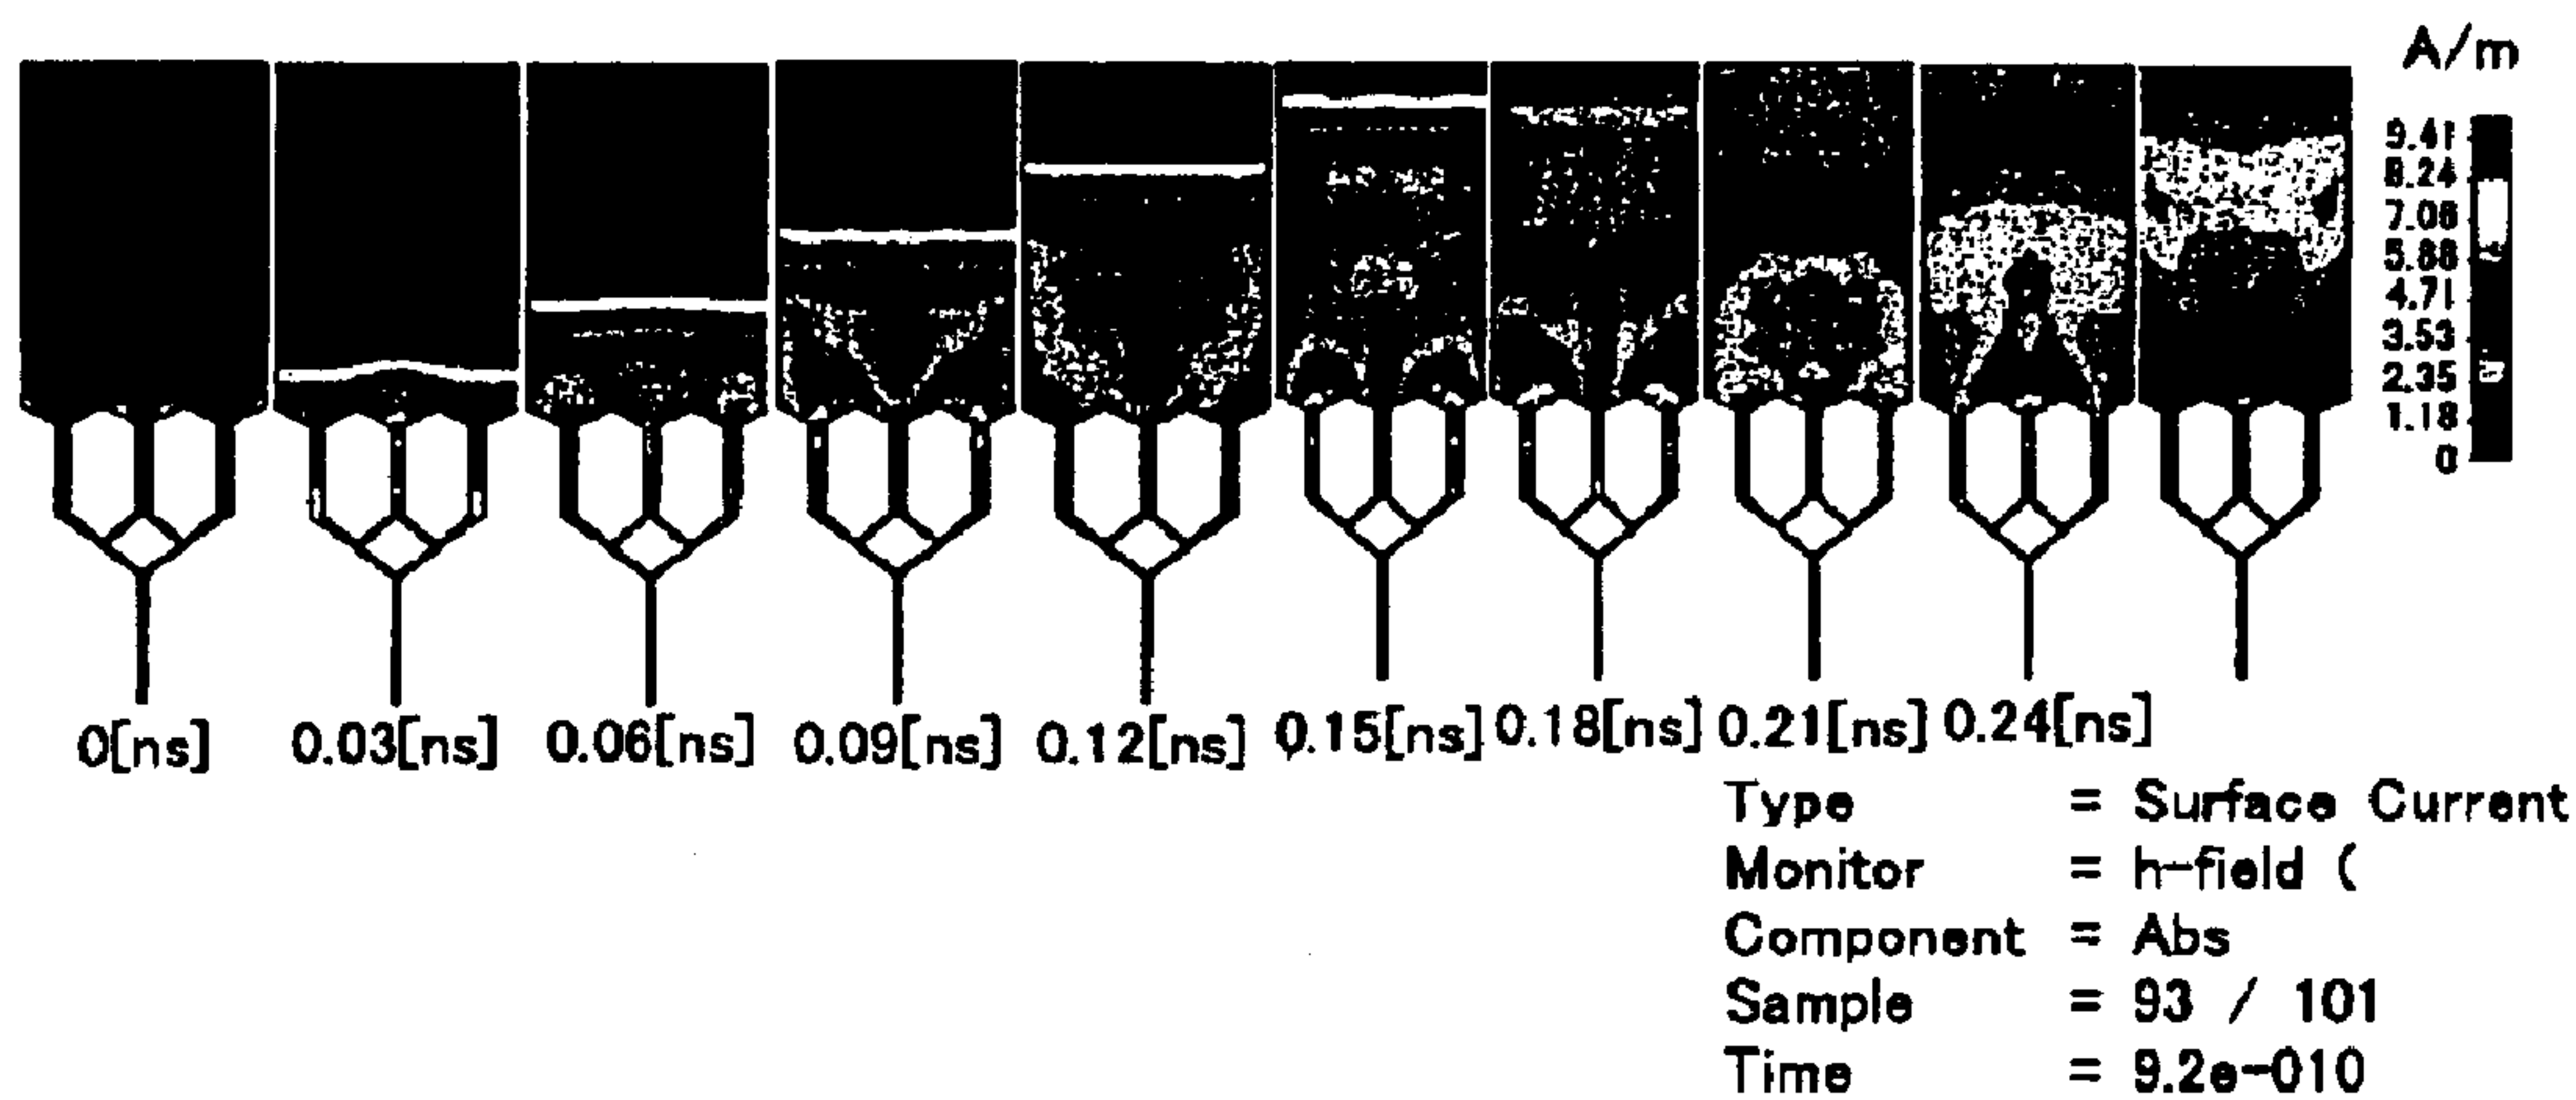 A/m
9.41
8.24
7.06
5.88
4.71
3.53
2.35
1.18
0
0[ns] 0.03[ns] 0.06[ns] 0.09[ns] 0.12[ns] 0.15[ns] 0.18[ns] 0.21[ns] 0.24[ns]
Type = Surface Current
Monitor = h-field (
Component = Abs
Sample = 93 / 101
Time = 9.2e-010